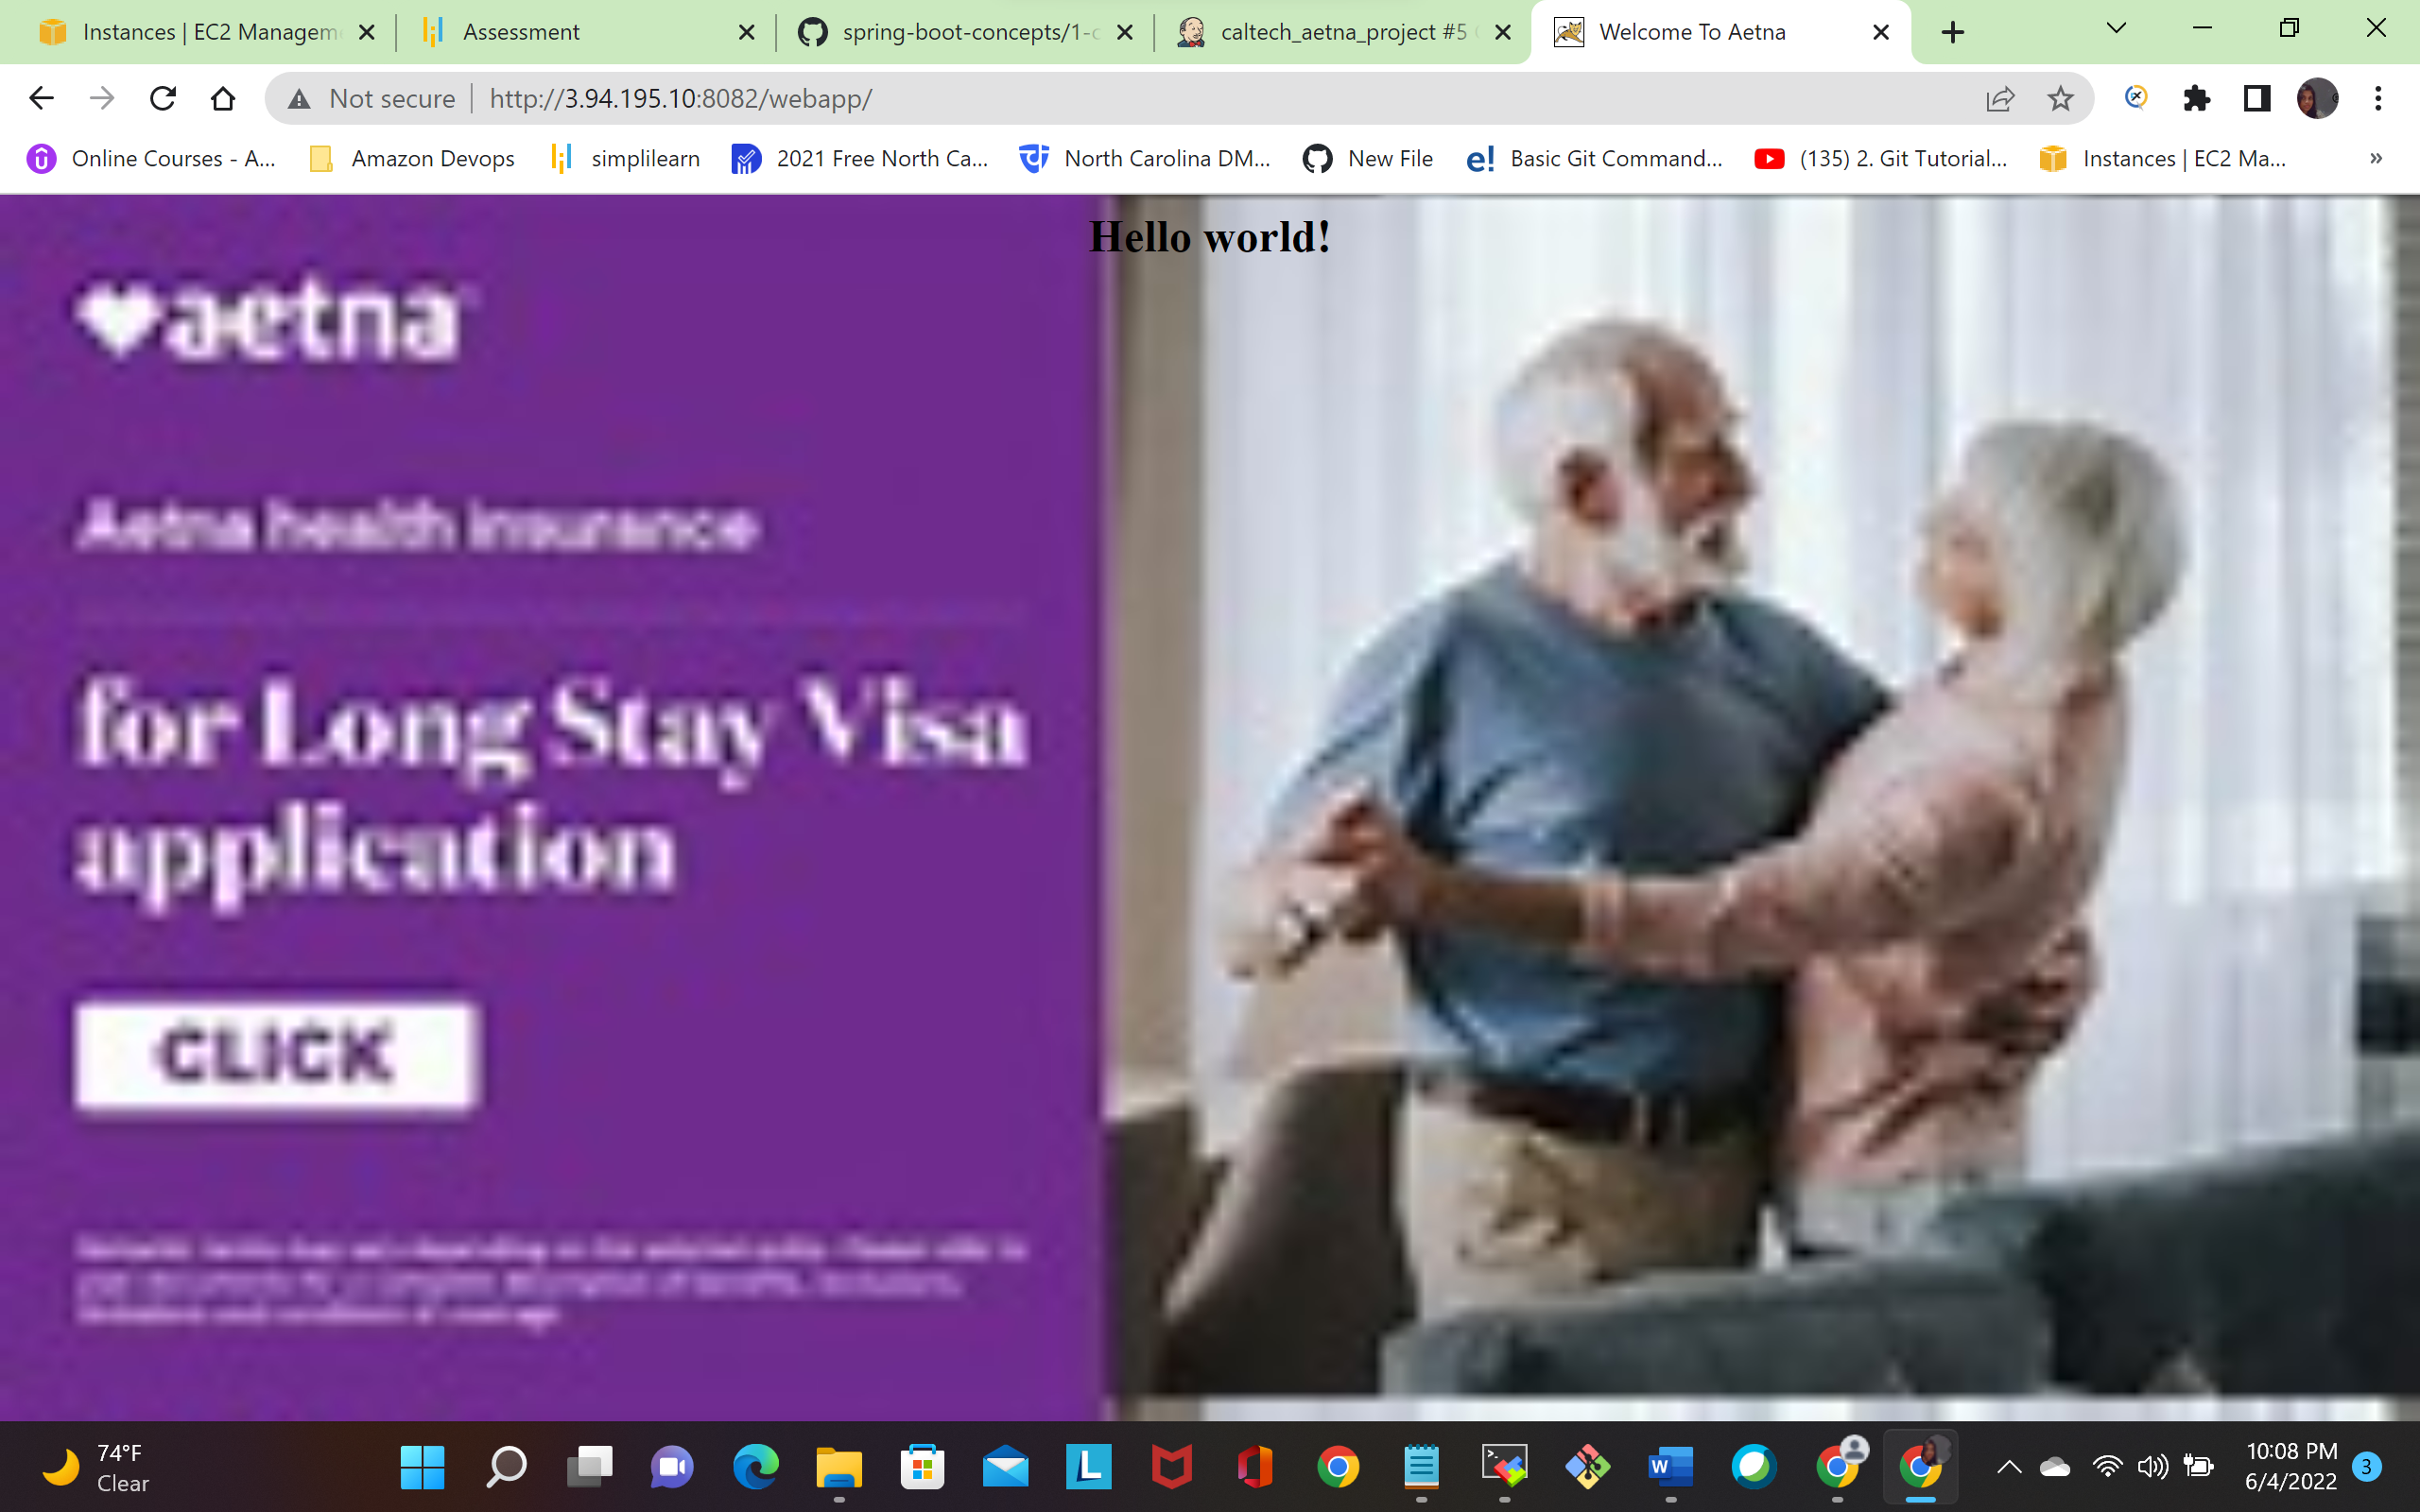 Instances | EC2 Managem
Assessment
spring-boot-concepts/1-c
caltech_aetna_project #5
Welcome To Aetna
Not secure
http://3.94.195.10:8082/webapp/
Online Courses - A...
Amazon Devops
simplilearn
2021 Free North Ca...
North Carolina DM...
New File
e!
Basic Git Command...
(135) 2. Git Tutorial...
Instances | EC2 Ma...
»
Hello world!
aetna
Aetna health insurance
for Long Stay Visa
application
CLICK
74°F
Clear
L
W
10:08 PM
6/4/2022
3